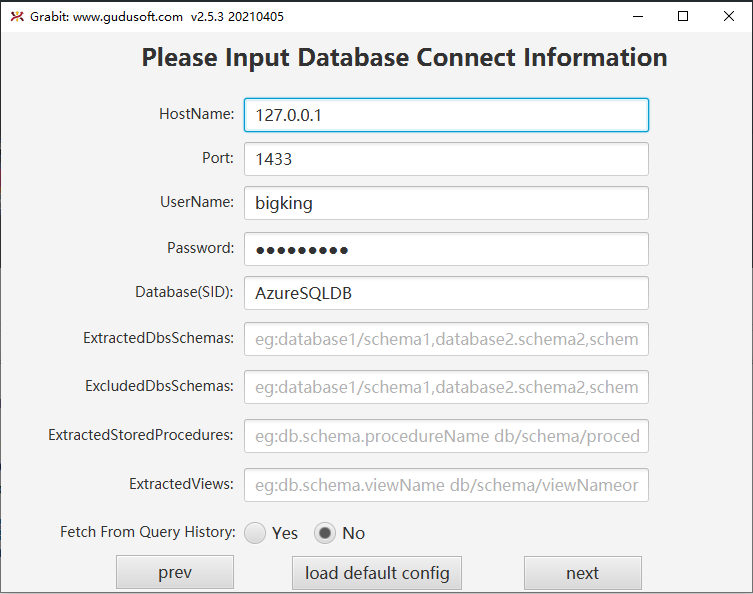 Grabit: www.gudusoft.com v2.5.3 20210405
Please Input Database Connect Information
HostName: 127.0.0.1
Port: 1433
UserName: bigking
Password: ●●●●●●●●●
Database(SID): AzureSQLDB
ExtractedDbsSchemas: eg:database1/schema1,database2.schema2,schem
ExcludedDbsSchemas: eg:database1/schema1,database2.schema2,schem
ExtractedStoredProcedures: eg:db.schema.procedureName db/schema/proced
ExtractedViews: eg:db.schema.viewName db/schema/viewNameor
Fetch From Query History: Yes No
prev load default config next